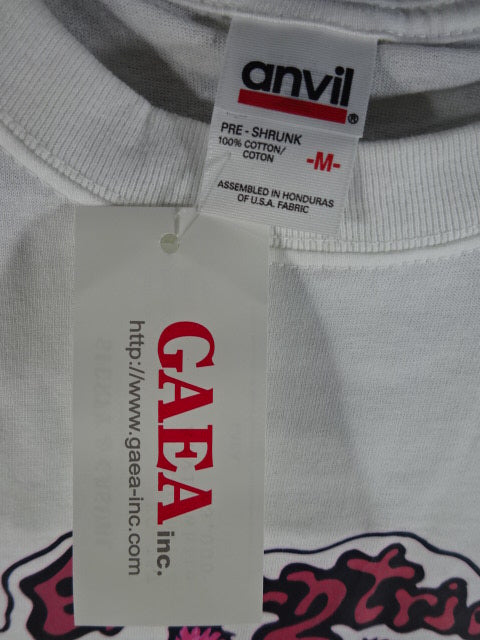 anvil
®
PRE - SHRUNK
100% COTTON/
COTON
-M-
ASSEMBLED IN HONDURAS
OF U.S.A. FABRIC
GAEA inc.
http://www.gaea-inc.com